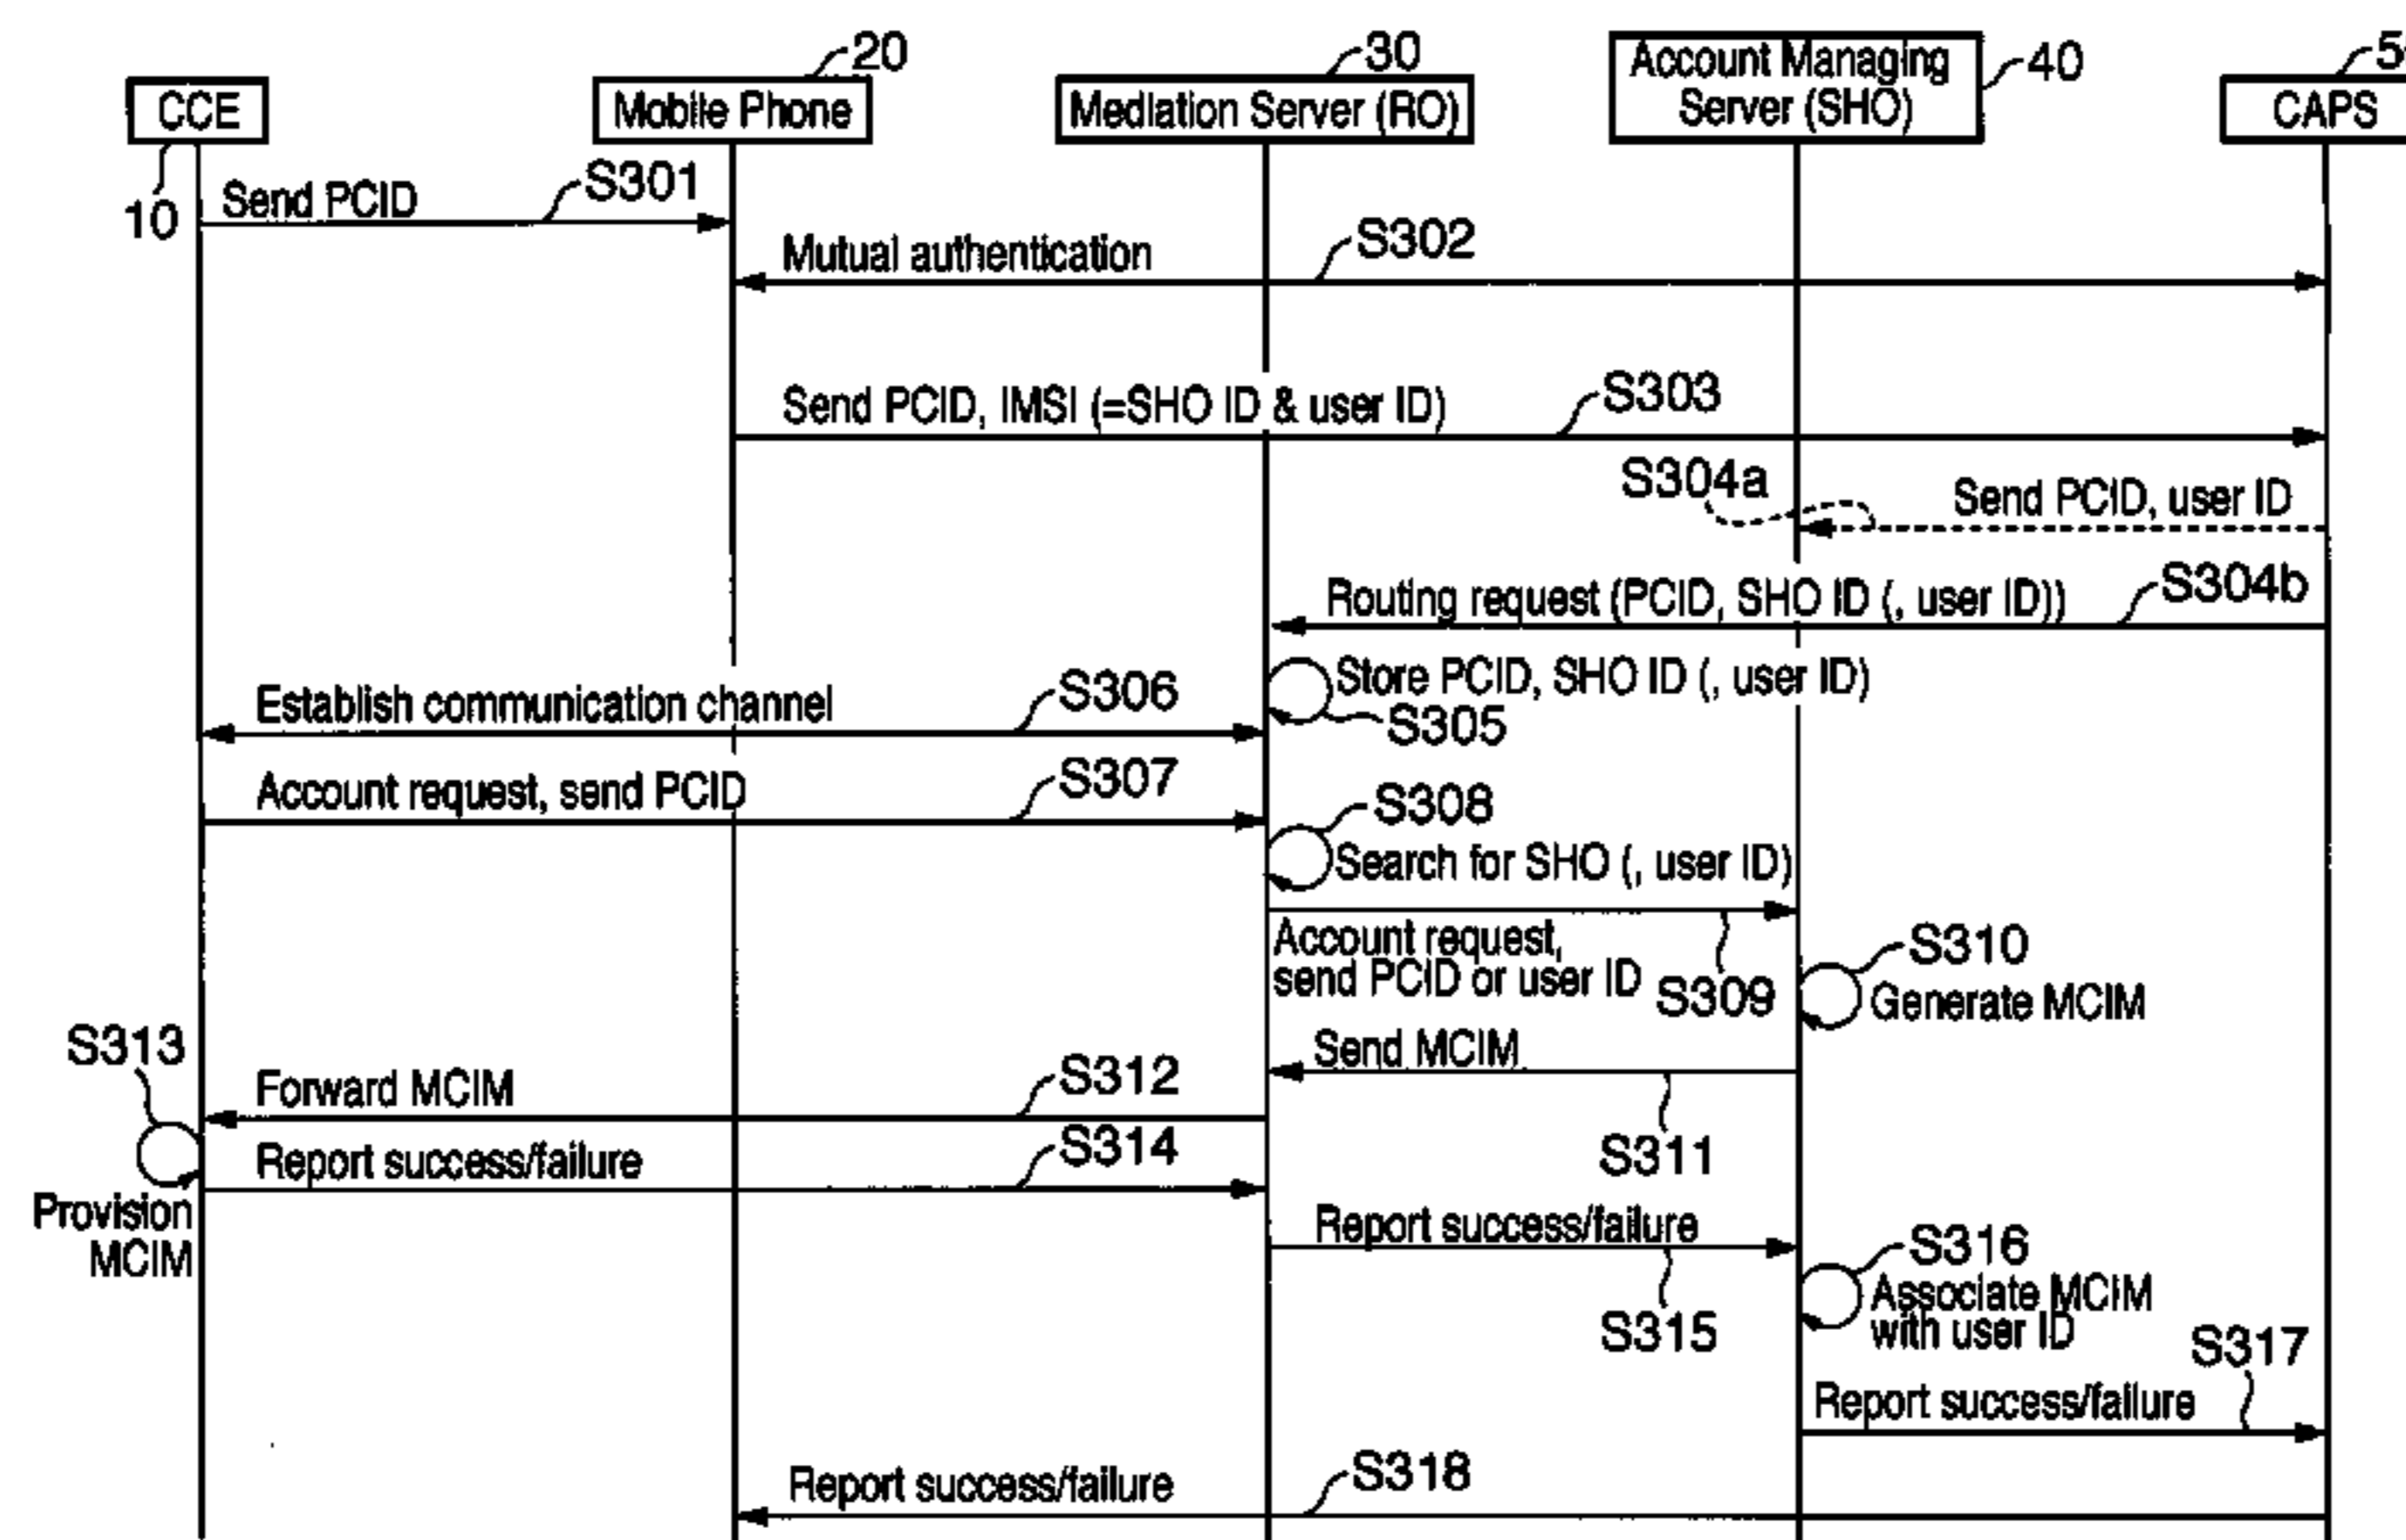 20
30
40
5
CCE
Mobile Phone
Mediation Server (RO)
Account Managing
Server (SHO)
CAPS
10
Send PCID
S301
Mutual authentication
S302
Send PCID, IMSI (=SHO ID & user ID)
S303
S304a
Send PCID, user ID
Routing request (PCID, SHO ID (, user ID))
S304b
Store PCID, SHO ID (, user ID)
S305
Establish communication channel
S306
Account request, send PCID
S307
S308
Search for SHO (, user ID)
Account request,
send PCID or user ID
S309
S310
Generate MCIM
Send MCIM
S311
Forward MCIM
S312
S313
Provision
MCIM
Report success/failure
S314
Report success/failure
S315
S316
Associate MCIM
with user ID
S317
Report success/failure
Report success/failure
S318